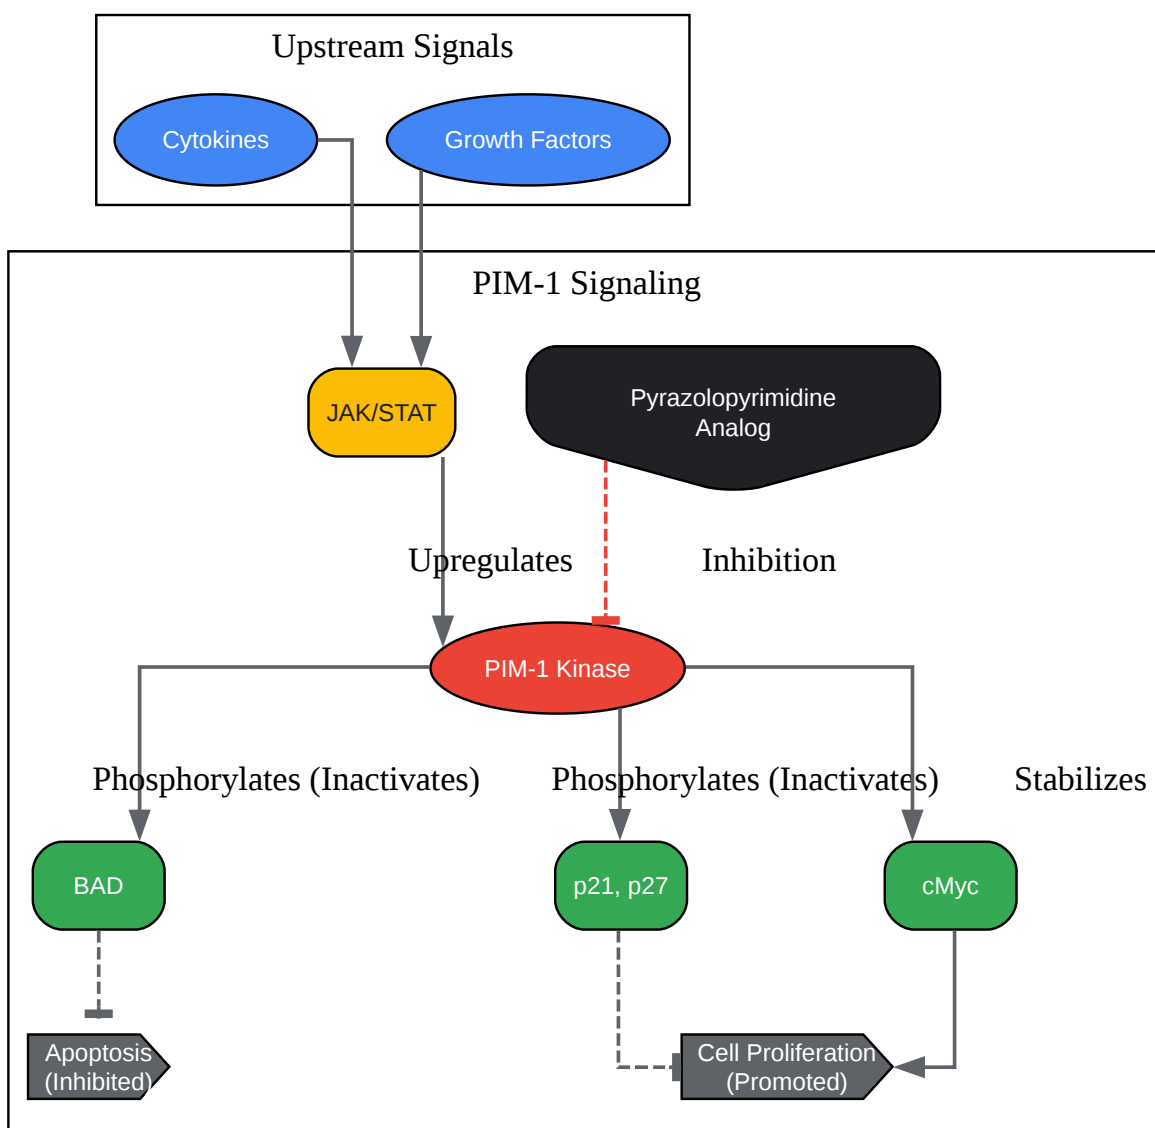 Upstream Signals
Cytokines
Growth Factors
PIM-1 Signaling
JAK/STAT
Pyrazolopyrimidine
Analog
Upregulates
Inhibition
PIM-1 Kinase
Phosphorylates (Inactivates)
Phosphorylates (Inactivates)
Stabilizes
BAD
p21, p27
cMyc
Apoptosis
(Inhibited)
Cell Proliferation
(Promoted)